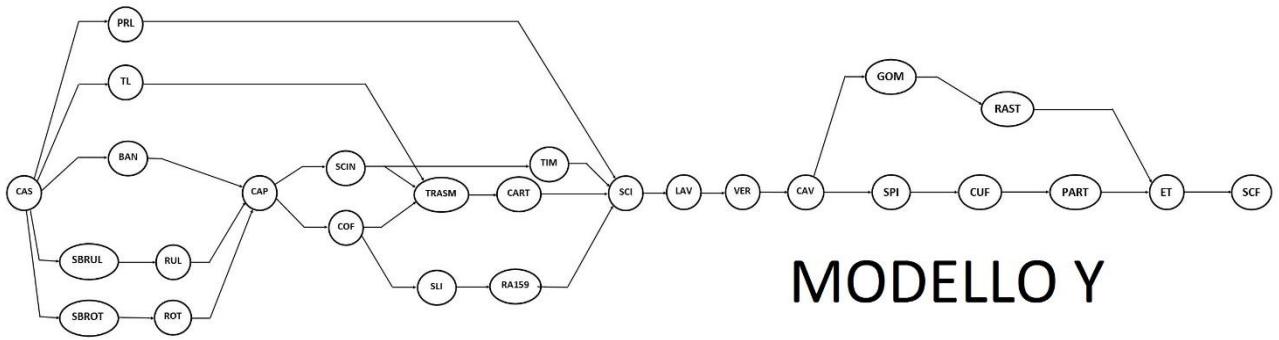 PRL
TL
GOM
RAST
BAN
SCIN
TIM
CAS
CAP
TRASM
CART
SCI
LAV
VER
CAV
SPI
CUF
PART
ET
SCF
COF
SBRUL
RUL
SLI
RA159
SBROT
ROT
MODELLO Y